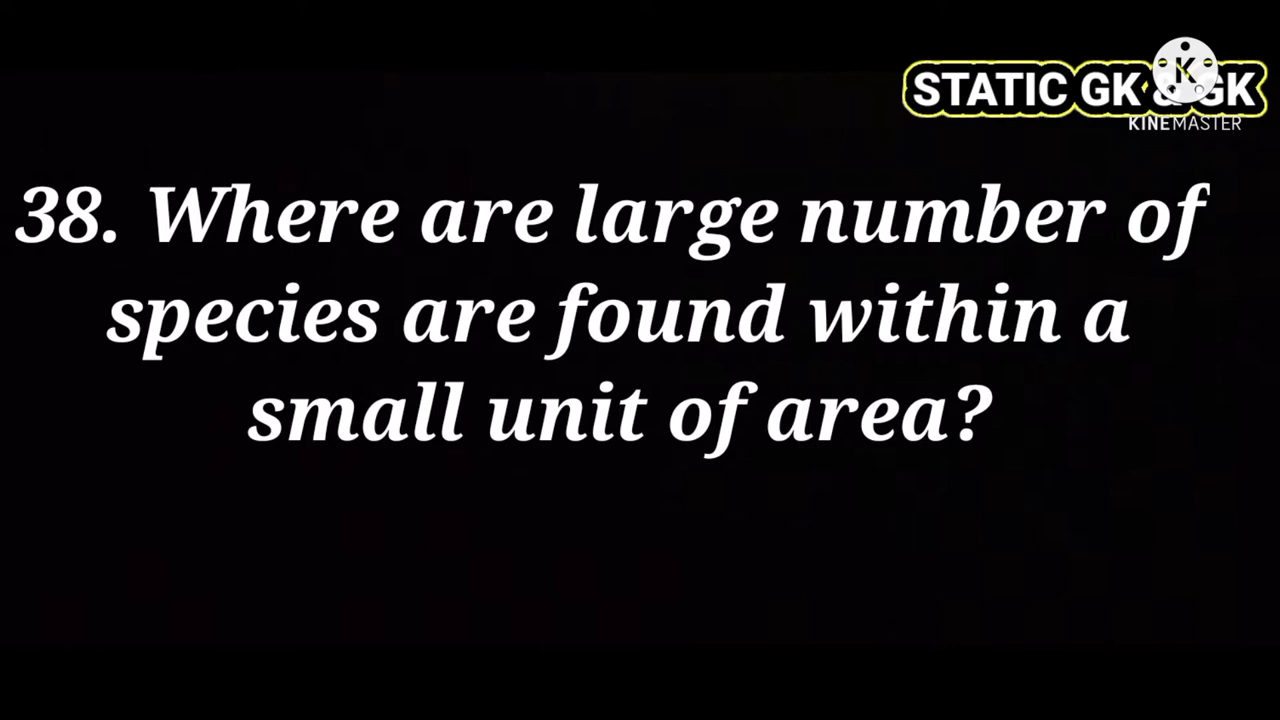 STATIC GK & GK
KINEMASTER
38. Where are large number of
species are found within a
small unit of area?